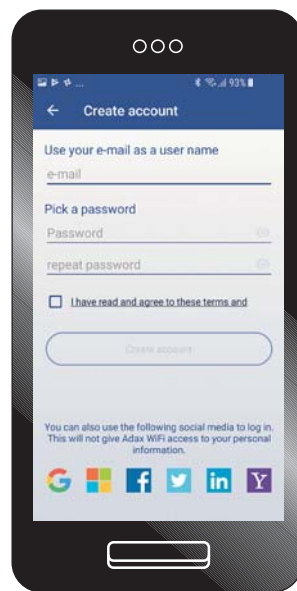 ... 93%
Create account
Use your e-mail as a user name
e-mail
Pick a password
Password
repeat password
I have read and agree to these terms and
Create account
You can also use the following social media to log in.
This will not give Adax WiFi access to your personal
information.